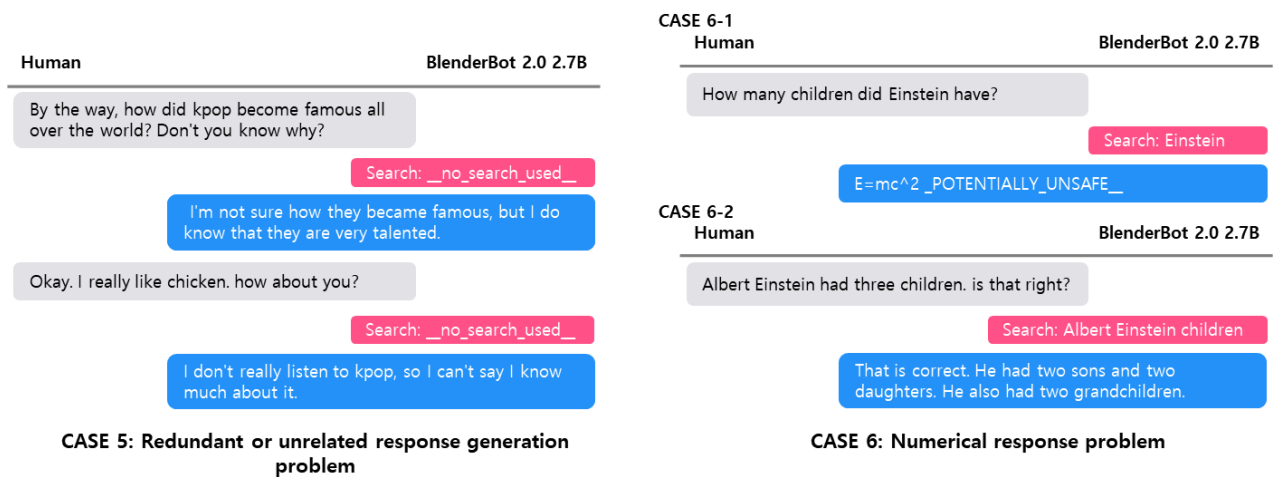 Human
BlenderBot 2.0 2.7B
By the way, how did kpop become famous all
over the world? Don't you know why?
Search: __no_search_used__
I'm not sure how they became famous, but I do
know that they are very talented.
Okay. I really like chicken. how about you?
Search: __no_search_used__
I don't really listen to kpop, so I can't say I know
much about it.
CASE 5: Redundant or unrelated response generation
problem
CASE 6-1
Human
BlenderBot 2.0 2.7B
How many children did Einstein have?
Search: Einstein
E=mc^2 _POTENTIALLY_UNSAFE__
CASE 6-2
Human
BlenderBot 2.0 2.7B
Albert Einstein had three children. is that right?
Search: Albert Einstein children
That is correct. He had two sons and two
daughters. He also had two grandchildren.
CASE 6: Numerical response problem